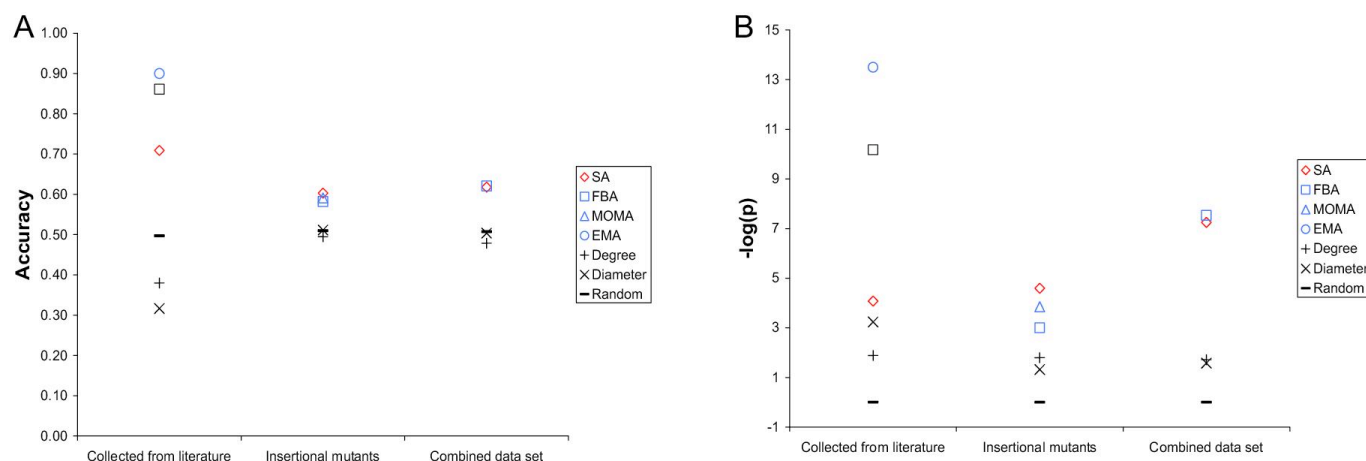 A
1.00
0.90
0.80
0.70
0.60
0.50
0.40
0.30
0.20
0.10
0.00
Accuracy
Collected from literature Insertional mutants Combined data set
SA
FBA
MOMA
EMA
Degree
Diameter
Random
B
15
13
11
9
7
5
3
1
-1
-log(p)
Collected from literature Insertional mutants Combined data set
SA
FBA
MOMA
EMA
Degree
Diameter
Random